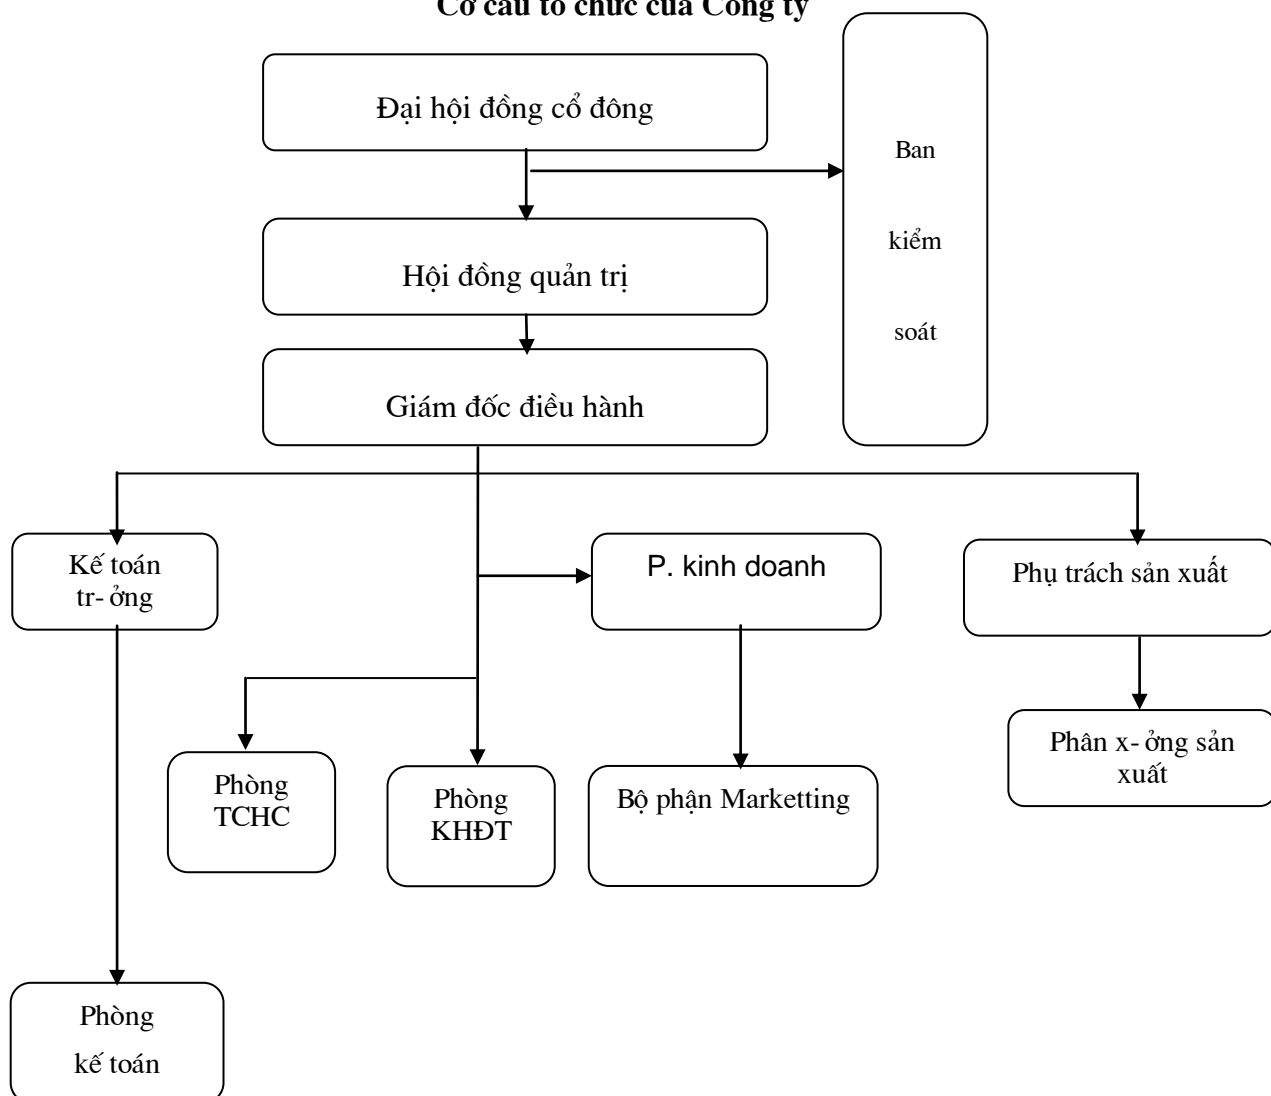 Cơ cấu tổ chức của Công ty
Đại hội đồng cổ đông
Ban
kiểm
soát
Hội đồng quản trị
Giám đốc điều hành
Kế toán
tr- ởng
P. kinh doanh
Phụ trách sản xuất
Phòng
TCHC
Phòng
KHĐT
Bộ phận Marketting
Phân x- ởng sản
xuất
Phòng
kế toán